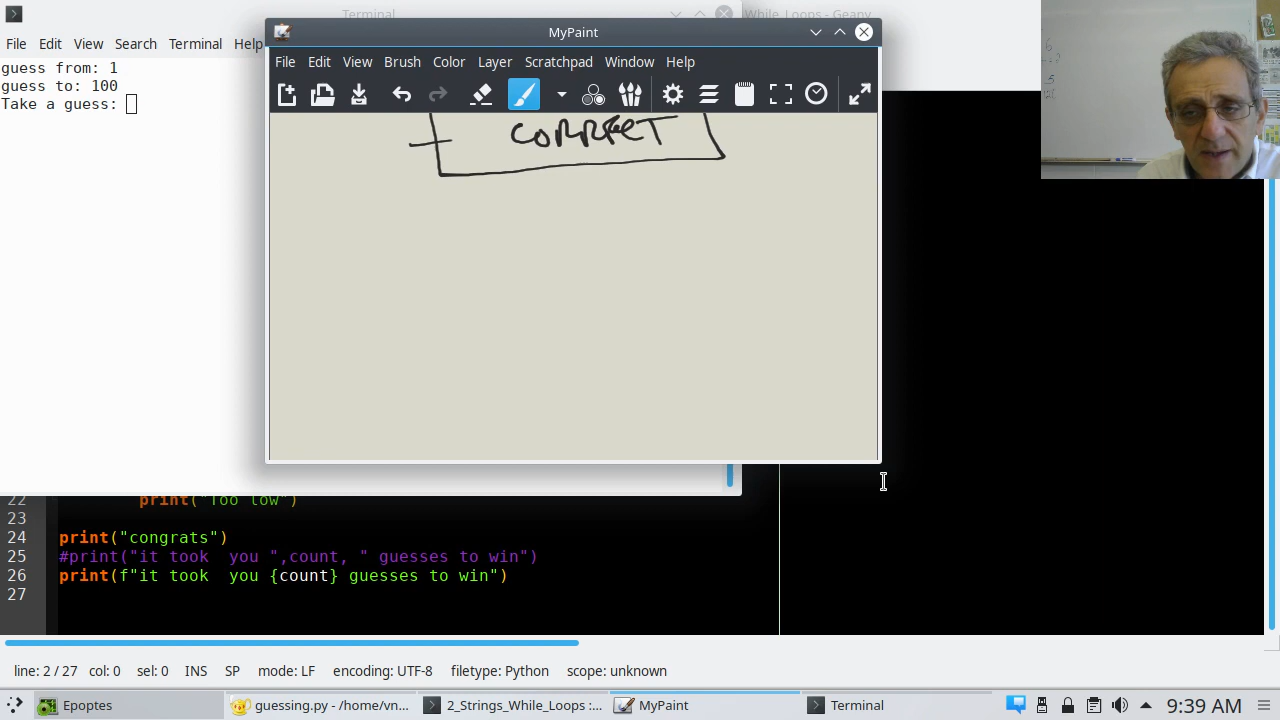 Terminal
While_Loops - Geany
File Edit View Search Terminal Help
guess from: 1
guess to: 100
Take a guess:
MyPaint
File Edit View Brush Color Layer Scratchpad Window Help
CORRECT
22 print("Too low")
23
24 print("congrats")
25 #print("it took  you ",count, " guesses to win")
26 print(f"it took  you {count} guesses to win")
27
line: 2 / 27 col: 0 sel: 0 INS SP mode: LF encoding: UTF-8 filetype: Python scope: unknown
Epoptes guessing.py - /home/vn... 2_Strings_While_Loops :... MyPaint Terminal 9:39 AM